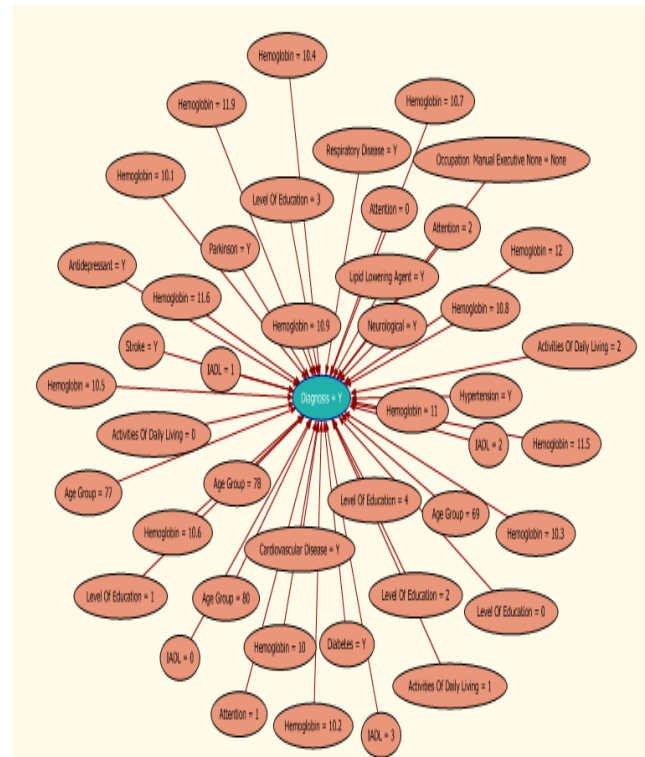 Hemoglobin = 10.4
Hemoglobin = 11.9
Hemoglobin = 10.7
Respiratory Disease = Y
Occupation Manual Executive None = None
Hemoglobin = 10.1
Level Of Education = 3
Attention = 0
Attention = 2
Parkinson = Y
Hemoglobin = 12
Antidepressant = Y
Lipid Lowering Agent = Y
Hemoglobin = 11.6
Hemoglobin = 10.8
Hemoglobin = 10.9
Neurological = Y
Stroke = Y
Activities Of Daily Living = 2
IADL = 1
Hemoglobin = 10.5
Diagnosis = Y
Hypertension = Y
Hemoglobin = 11
Activities Of Daily Living = 0
IADL = 2
Hemoglobin = 11.5
Age Group = 77
Age Group = 78
Level Of Education = 4
Age Group = 69
Hemoglobin = 10.6
Hemoglobin = 10.3
Cardiovascular Disease = Y
Level Of Education = 1
Age Group = 80
Level Of Education = 2
Level Of Education = 0
IADL = 0
Hemoglobin = 10
Diabetes = Y
Activities Of Daily Living = 1
Attention = 1
Hemoglobin = 10.2
IADL = 3